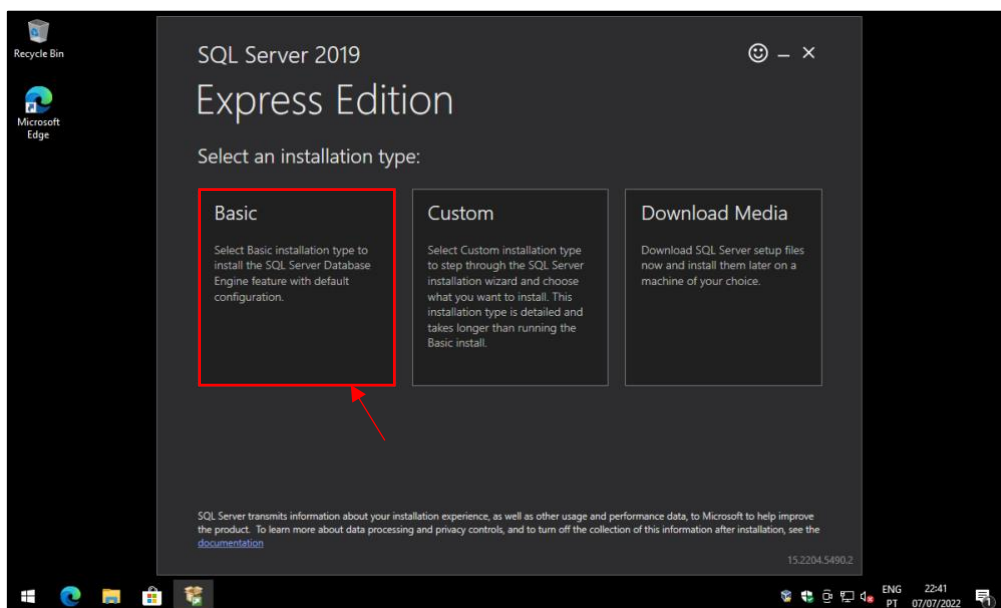 Recycle Bin
Microsoft
Edge
SQL Server 2019
Express Edition
Select an installation type:
Basic
Select Basic installation type to
install the SQL Server Database
Engine feature with default
configuration.
Custom
Select Custom installation type
to step through the SQL Server
installation wizard and choose
what you want to install. This
installation type is detailed and
takes longer than running the
Basic install.
Download Media
Download SQL Server setup files
now and install them later on a
machine of your choice.
SQL Server transmits information about your installation experience, as well as other usage and performance data, to Microsoft to help improve
the product. To learn more about data processing and privacy controls, and to turn off the collection of this information after installation, see the
documentation
15.2204.5490.2
ENG 22:41
PT 07/07/2022
1